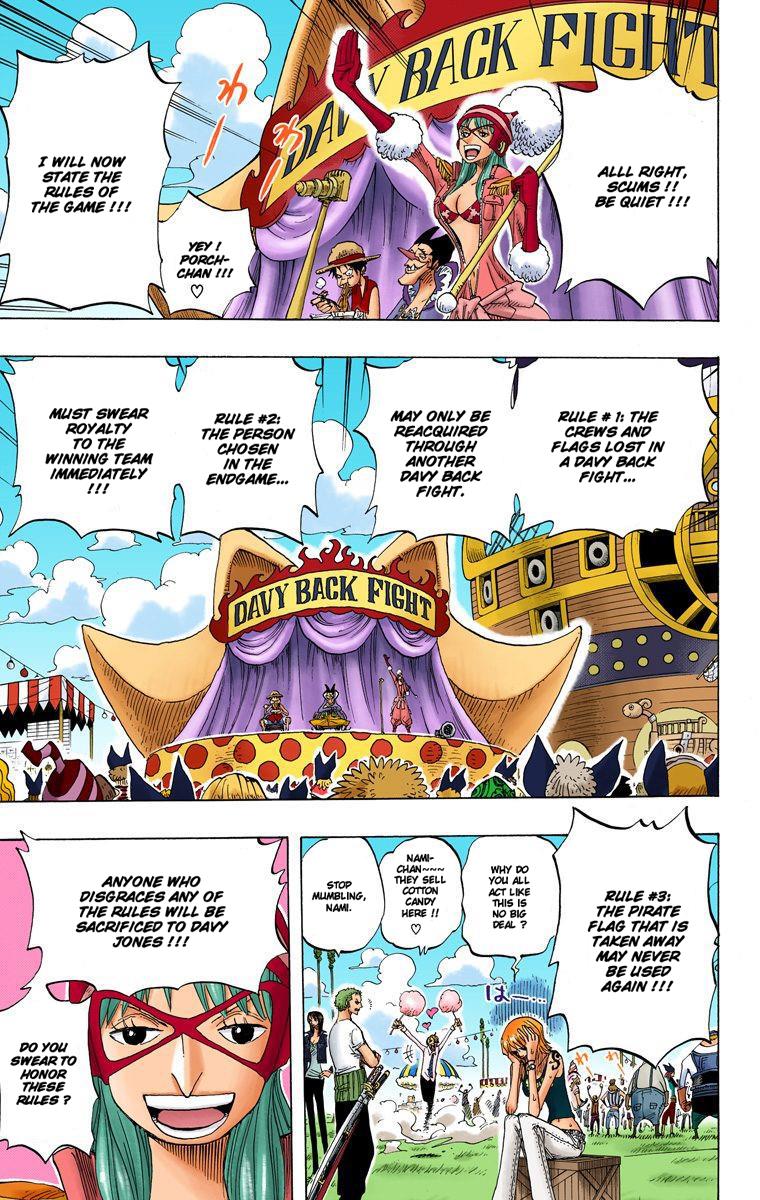 DAVY BACK FIGHT
ALLL RIGHT,
SCUMS !!
BE QUIET !!!
わ
わ
YEY !
PORCH-
CHAN !!!
♡
I WILL NOW
STATE THE
RULES OF
THE GAME !!!
RULE # 1: THE
CREWS AND
FLAGS LOST IN
A DAVY BACK
FIGHT...
MAY ONLY BE
REACQUIRED
THROUGH
ANOTHER
DAVY BACK
FIGHT.
RULE #2:
THE PERSON
CHOSEN
IN THE
ENDGAME...
MUST SWEAR
ROYALTY
TO THE
WINNING TEAM
IMMEDIATELY
!!!
DAVY BACK FIGHT
RULE #3:
THE PIRATE
FLAG THAT IS
TAKEN AWAY
MAY NEVER
BE USED
AGAIN !!!
WHY DO
YOU ALL
ACT LIKE
THIS IS
NO BIG
DEAL ?
は―…
NAMI-
CHAN~~~
THEY SELL
COTTON
CANDY
HERE !!
♡
STOP
MUMBLING,
NAMI.
ANYONE WHO
DISGRACES ANY OF
THE RULES WILL BE
SACRIFICED TO DAVY
JONES !!!
DO YOU
SWEAR TO
HONOR
THESE
RULES ?